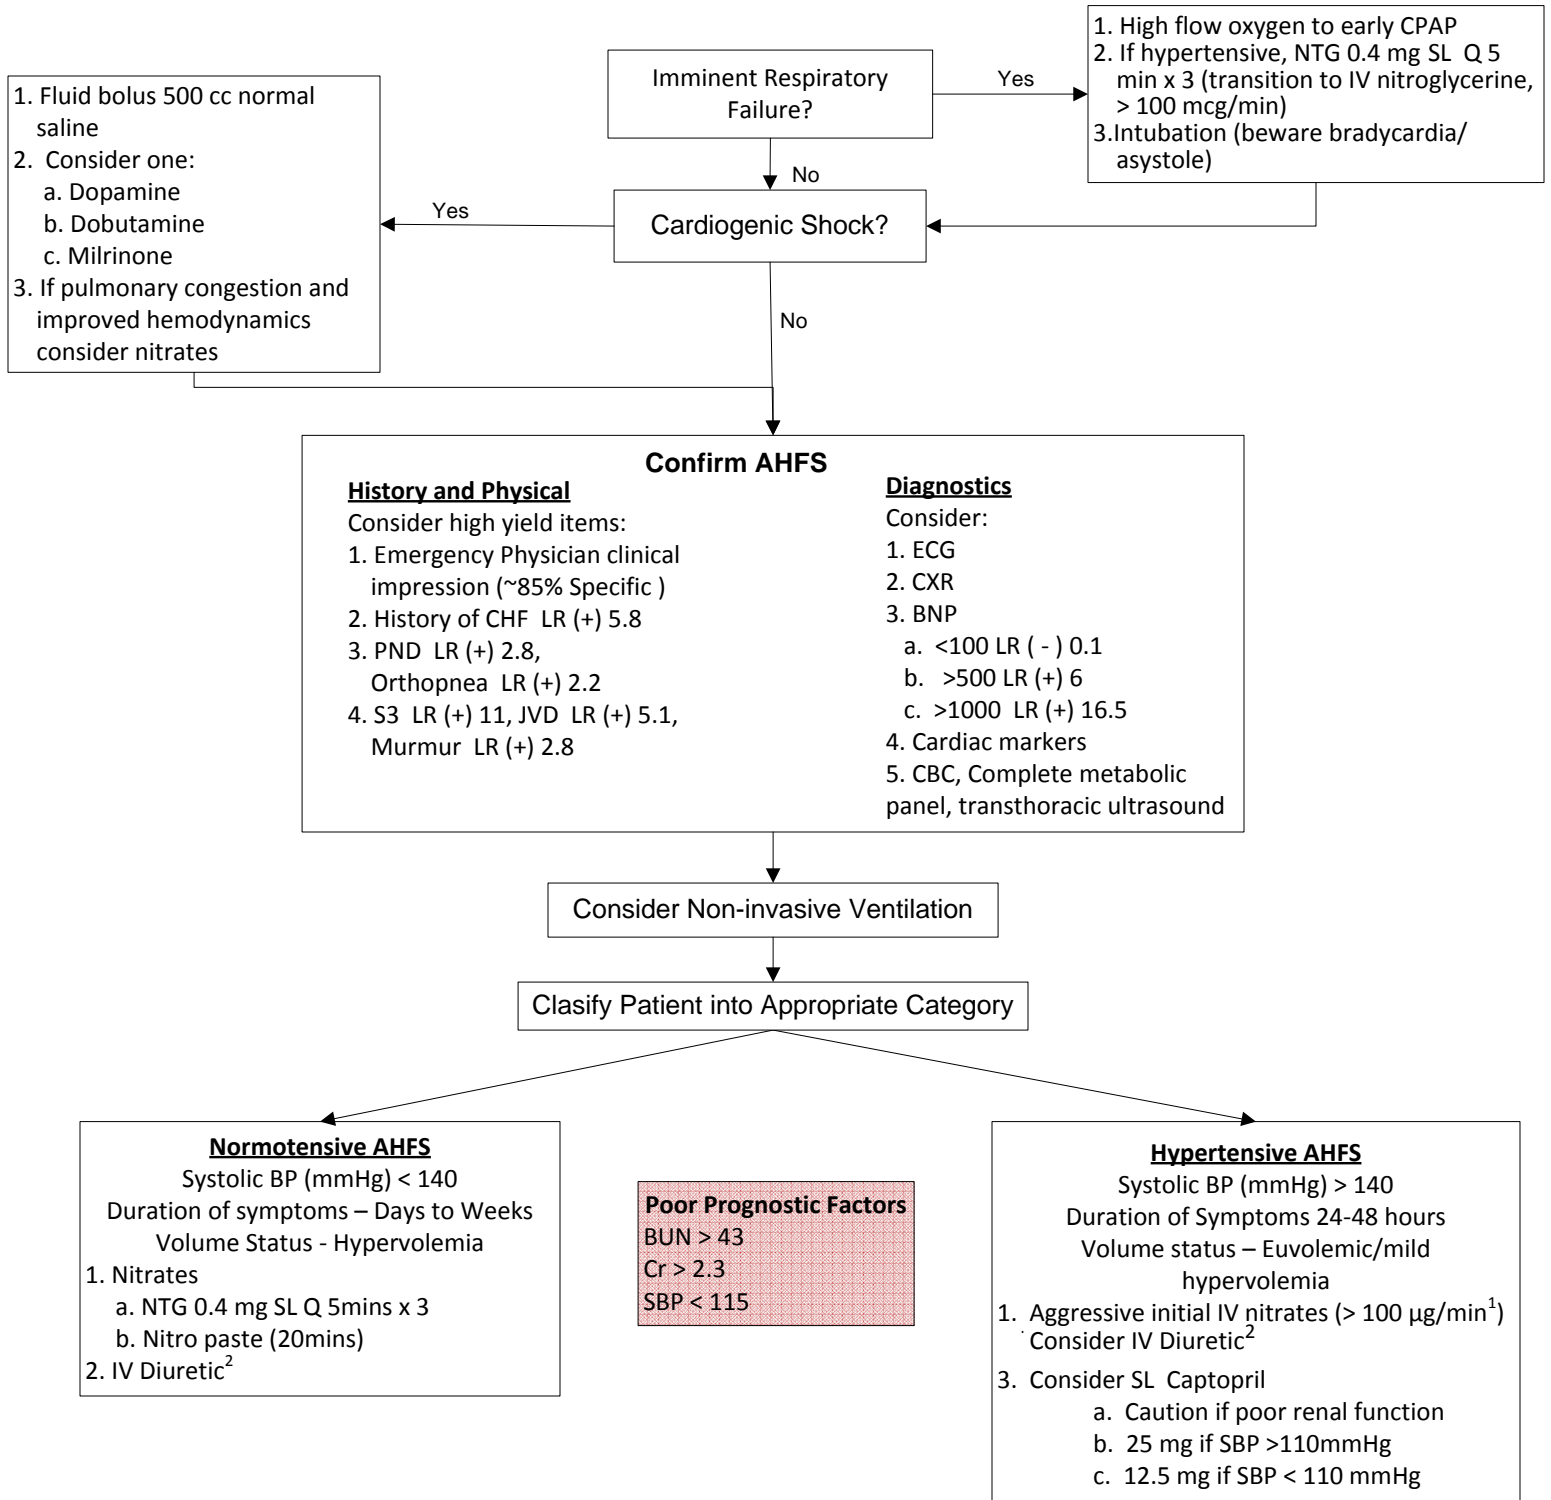 Imminent Respiratory
Failure?
Yes
1. High flow oxygen to early CPAP
2. If hypertensive, NTG 0.4 mg SL Q 5
min x 3 (transition to IV nitroglycerine,
> 100 mcg/min)
3.Intubation (beware bradycardia/
asystole)
No
1. Fluid bolus 500 cc normal
saline
2. Consider one:
a. Dopamine
b. Dobutamine
c. Milrinone
3. If pulmonary congestion and
improved hemodynamics
consider nitrates
Yes
Cardiogenic Shock?
No
Confirm AHFS
History and Physical
Consider high yield items:
1. Emergency Physician clinical
impression (~85% Specific )
2. History of CHF LR (+) 5.8
3. PND LR (+) 2.8,
Orthopnea LR (+) 2.2
4. S3 LR (+) 11, JVD LR (+) 5.1,
Murmur LR (+) 2.8
Diagnostics
Consider:
1. ECG
2. CXR
3. BNP
a. <100 LR ( - ) 0.1
b. >500 LR (+) 6
c. >1000 LR (+) 16.5
4. Cardiac markers
5. CBC, Complete metabolic
panel, transthoracic ultrasound
Consider Non-invasive Ventilation
Clasify Patient into Appropriate Category
Normotensive AHFS
Systolic BP (mmHg) < 140
Duration of symptoms – Days to Weeks
Volume Status - Hypervolemia
1. Nitrates
a. NTG 0.4 mg SL Q 5mins x 3
b. Nitro paste (20mins)
2. IV Diuretic²
Poor Prognostic Factors
BUN > 43
Cr > 2.3
SBP < 115
Hypertensive AHFS
Systolic BP (mmHg) > 140
Duration of Symptoms 24-48 hours
Volume status – Euvolemic/mild
hypervolemia
1. Aggressive initial IV nitrates (> 100 µg/min¹)
Consider IV Diuretic²
3. Consider SL Captopril
a. Caution if poor renal function
b. 25 mg if SBP >110mmHg
c. 12.5 mg if SBP < 110 mmHg